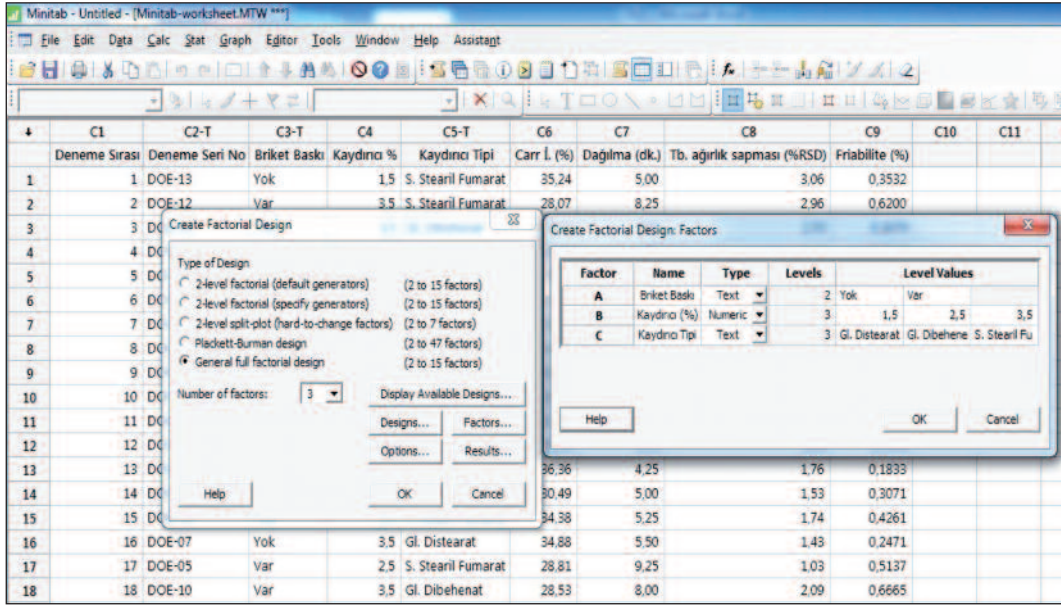 Minitab - Untitled - [Minitab-worksheet.MTW ***]
File Edit Data Calc Stat Graph Editor Tools Window Help Assistant
C1 C2-T C3-T C4 C5-T C6 C7 C8 C9 C10 C11
Deneme Sırası Deneme Seri No Briket Baskı Kaydırıcı % Kaydırıcı Tipi Carr İ. (%) Dağılma (dk.) Tb. ağırlık sapması (%RSD) Friabilite (%)
1 1 DOE-13 Yok 1,5 S. Stearil Fumarat 35,24 5,00 3,06 0,3532
2 2 DOE-12 Var 3,5 S. Stearil Fumarat 28,07 8,25 2,96 0,6200
3 3
4 4
5 5
6 6
7 7
8 8
9 9
10 10
11 11
12 12
13 13 36,36 4,25 1,76 0,1833
14 14 30,49 5,00 1,53 0,3071
15 15 34,38 5,25 1,74 0,4261
16 16 DOE-07 Yok 3,5 Gl. Distearat 34,88 5,50 1,43 0,2471
17 17 DOE-05 Var 2,5 S. Stearil Fumarat 28,81 9,25 1,03 0,5137
18 18 DOE-10 Var 3,5 Gl. Dibehenat 28,53 8,00 2,09 0,6665
Create Factorial Design
Type of Design
2-level factorial (default generators) (2 to 15 factors)
2-level factorial (specify generators) (2 to 15 factors)
2-level split-plot (hard-to-change factors) (2 to 7 factors)
Plackett-Burman design (2 to 47 factors)
General full factorial design (2 to 15 factors)
Number of factors: 3 Display Available Designs...
Designs... Factors...
Options... Results...
Help OK Cancel
Create Factorial Design: Factors
Factor Name Type Levels Level Values
A Briket Baskı Text 2 Yok Var
B Kaydırıcı (%) Numeric 3 1,5 2,5 3,5
C Kaydırıcı Tipi Text 3 Gl. Distearat Gl. Dibehene S. Stearil Fu
Help OK Cancel